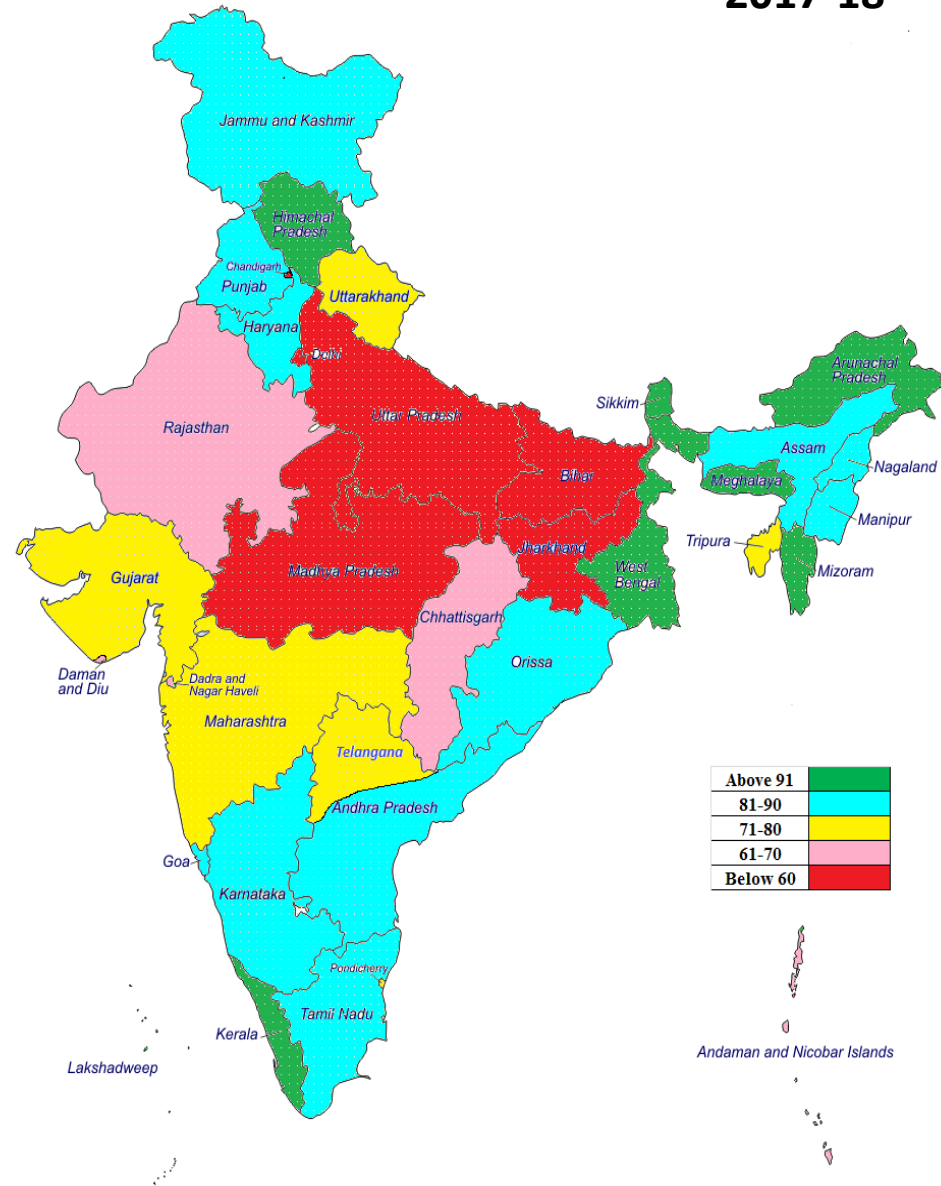 2017-18
Jammu and Kashmir
Himachal
Pradesh
Chandigarh
Punjab
Uttarakhand
Haryana
Delhi
Arunachal
Pradesh
Sikkim
Uttar Pradesh
Rajasthan
Assam
Nagaland
Bihar
Meghalaya
Manipur
Tripura
Jharkhand
West
Bengal
Mizoram
Madhya Pradesh
Gujarat
Chhattisgarh
Orissa
Daman
and Diu
Dadra and
Nagar Haveli
Maharashtra
Telangana
Andhra Pradesh
Above 91
81-90
71-80
61-70
Below 60
Goa
Karnataka
Pondicherry
Tamil Nadu
Kerala
Lakshadweep
Andaman and Nicobar Islands